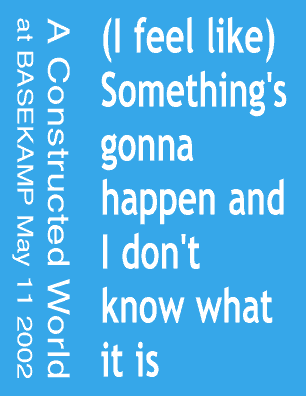 A Constructed World
at BASEKAMP May 11 2002
(I feel like)
Something's
gonna
happen and
I don't
know what
it is